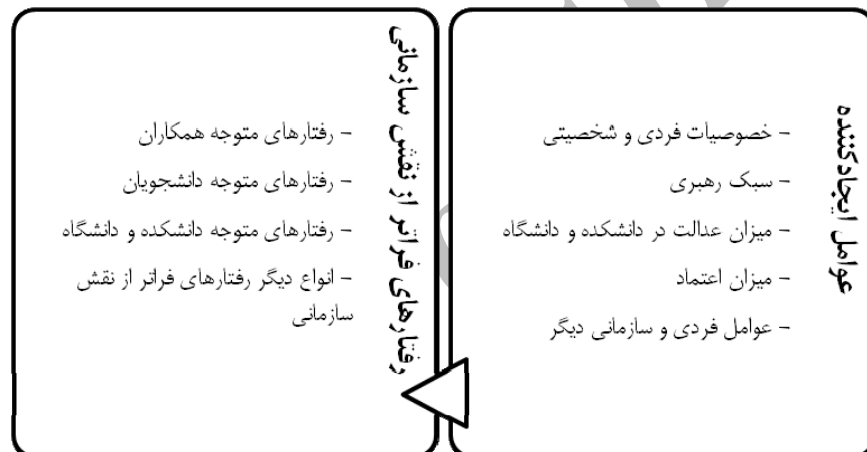 عوامل ایجادکننده
- خصوصیات فردی و شخصیتی
- سبک رهبری
- میزان عدالت در دانشکده و دانشگاه
- میزان اعتماد
- عوامل فردی و سازمانی دیگر
رفتارهای فراتر از نقش سازمانی
- رفتارهای متوجه همکاران
- رفتارهای متوجه دانشجویان
- رفتارهای متوجه دانشکده و دانشگاه
- انواع دیگر رفتارهای فراتر از نقش
سازمانی